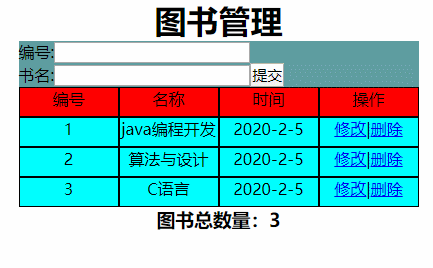 图书管理
编号:
书名: 提交
编号 名称 时间 操作
1 java编程开发 2020-2-5 修改|删除
2 算法与设计 2020-2-5 修改|删除
3 C语言 2020-2-5 修改|删除
图书总数量：3